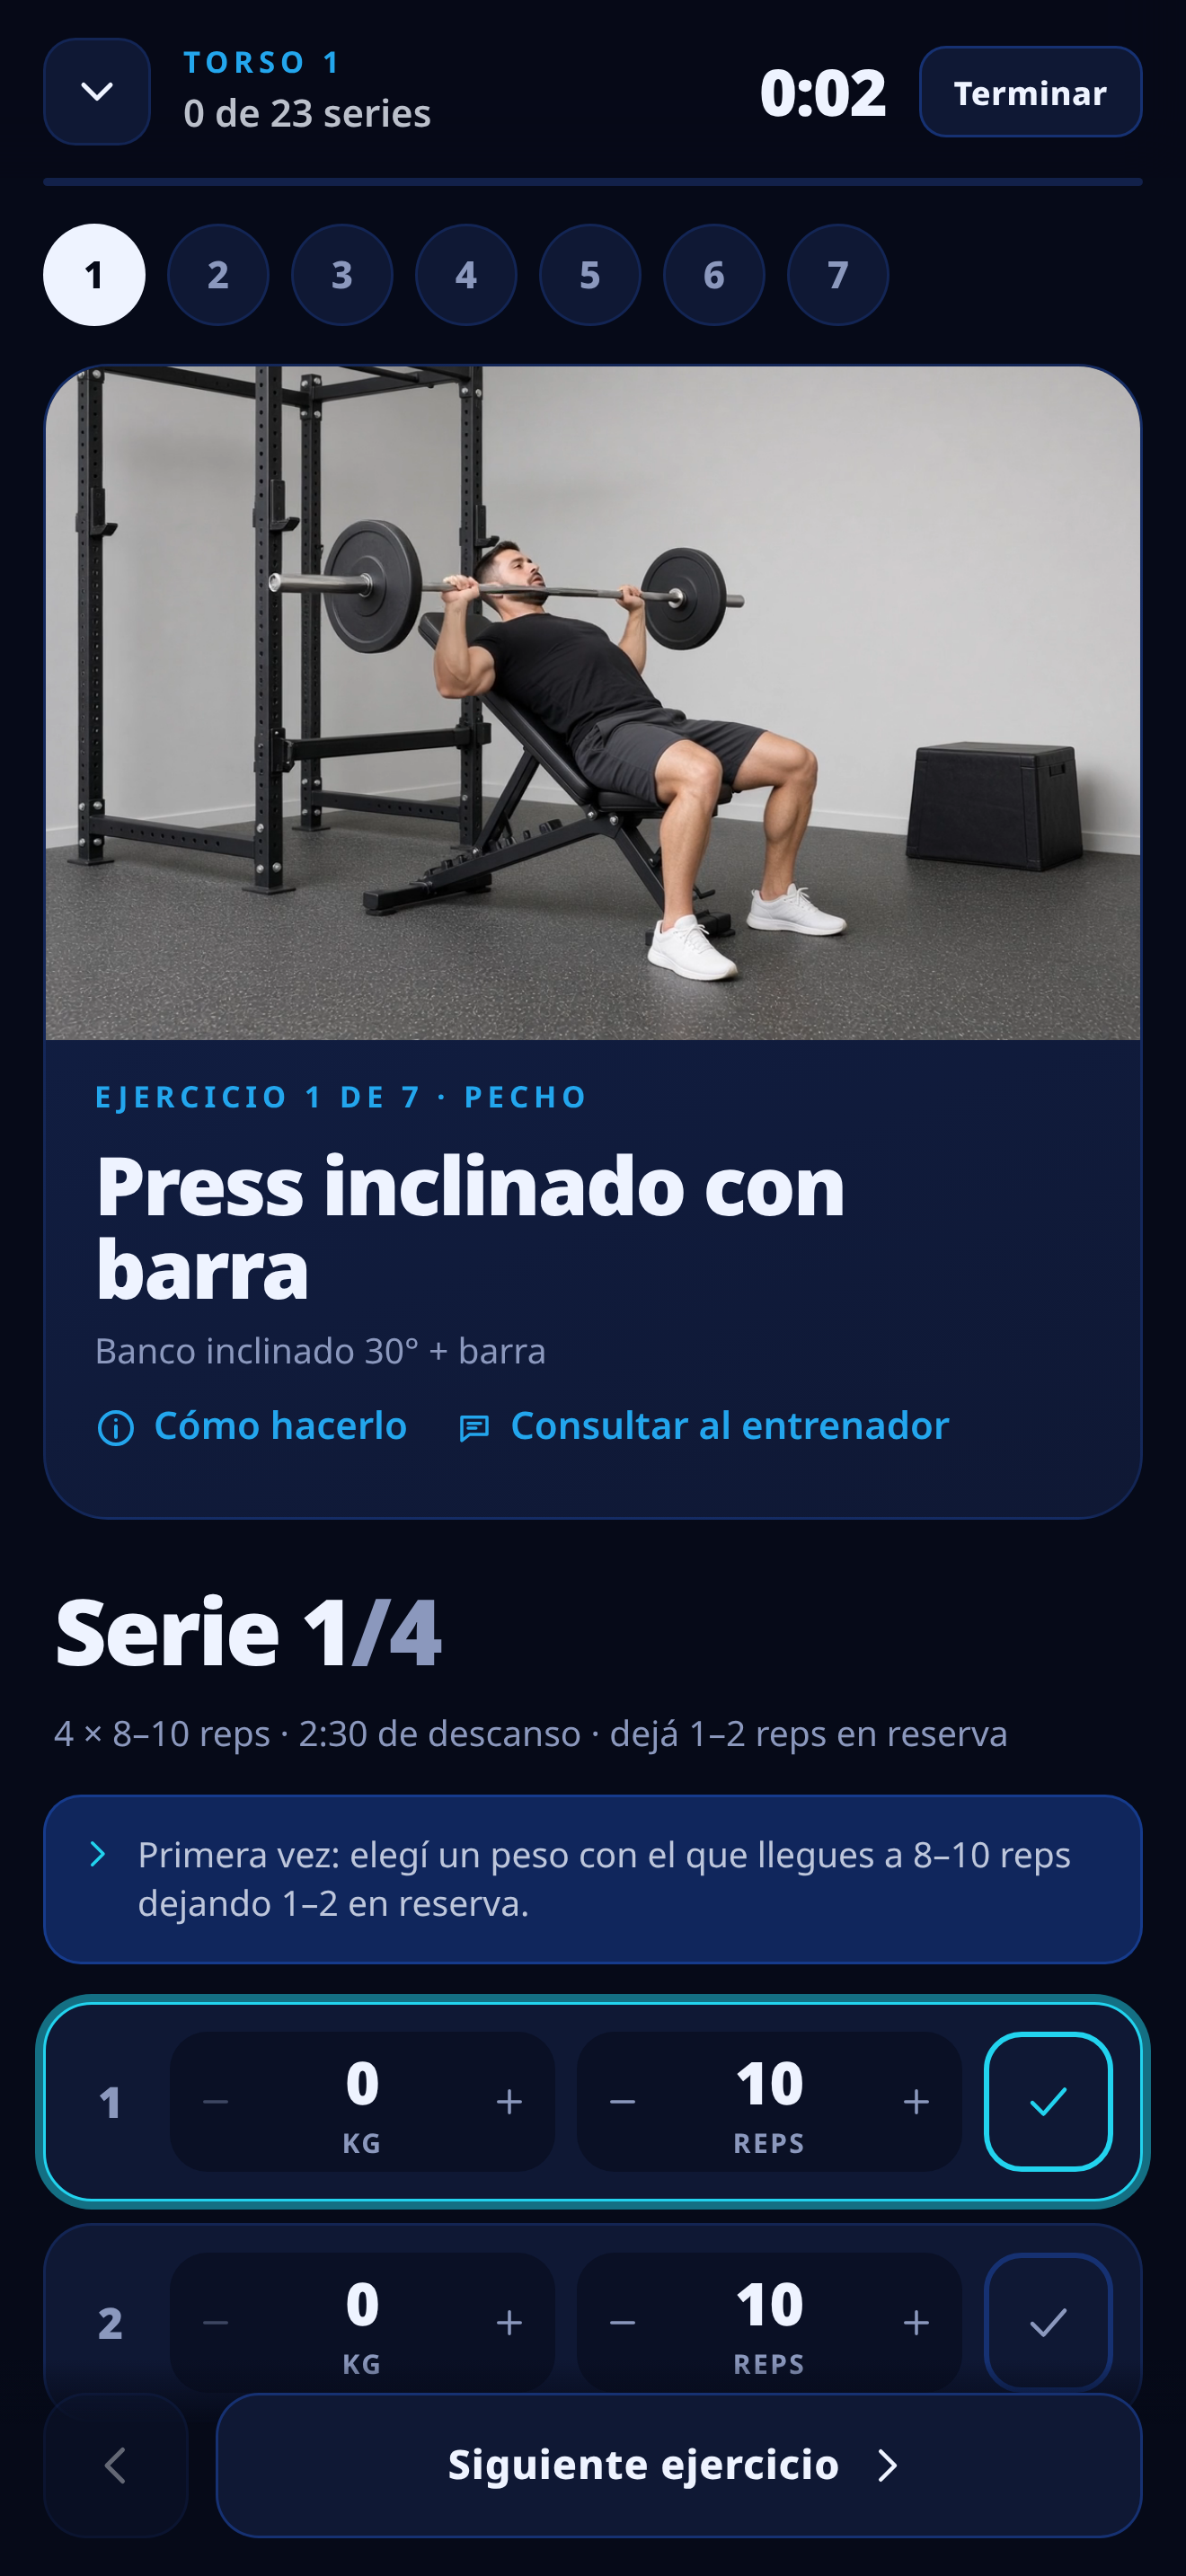 TORSO 1
0 de 23 series
0:02
Terminar
1 2 3 4 5 6 7
EJERCICIO 1 DE 7 · PECHO
Press inclinado con
barra
Banco inclinado 30° + barra
Cómo hacerlo
Consultar al entrenador
Serie 1/4
4 × 8–10 reps · 2:30 de descanso · dejá 1–2 reps en reserva
Primera vez: elegí un peso con el que llegues a 8–10 reps
dejando 1–2 en reserva.
1 − 0 + − 10 +
KG REPS
2 − 0 + − 10 +
KG REPS
Siguiente ejercicio